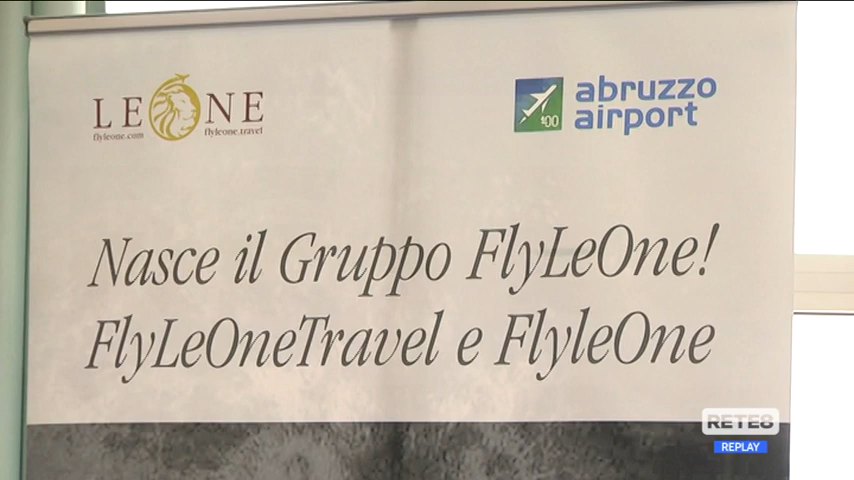 LEONE
flyleone.com flyleone.travel
abruzzo
airport
Nasce il Gruppo FlyLeOne!
FlyLeOneTravel e FlyleOne
RETE8
REPLAY